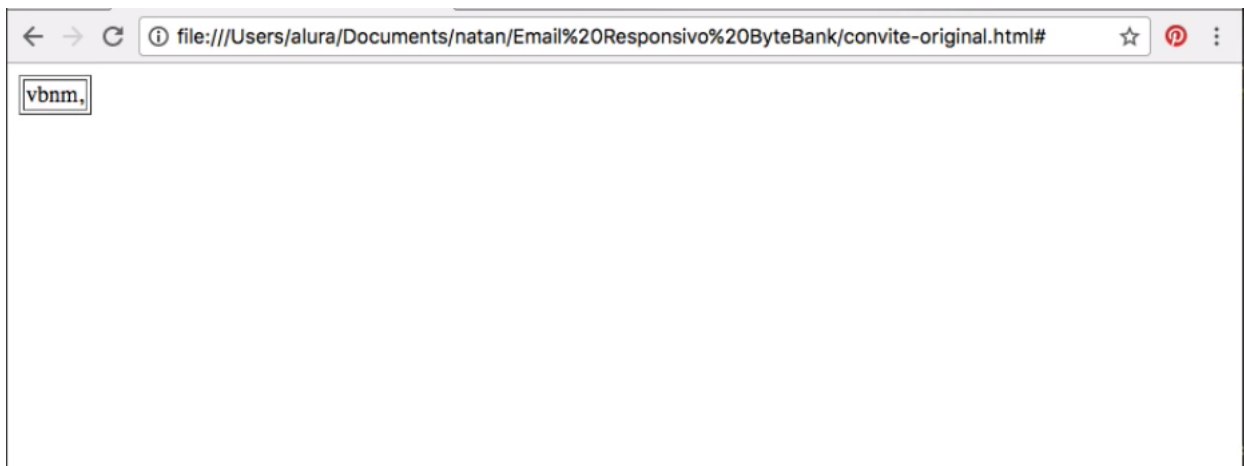 file:///Users/alura/Documents/natan/Email%20Responsivo%20ByteBank/convite-original.html#
vbnm,